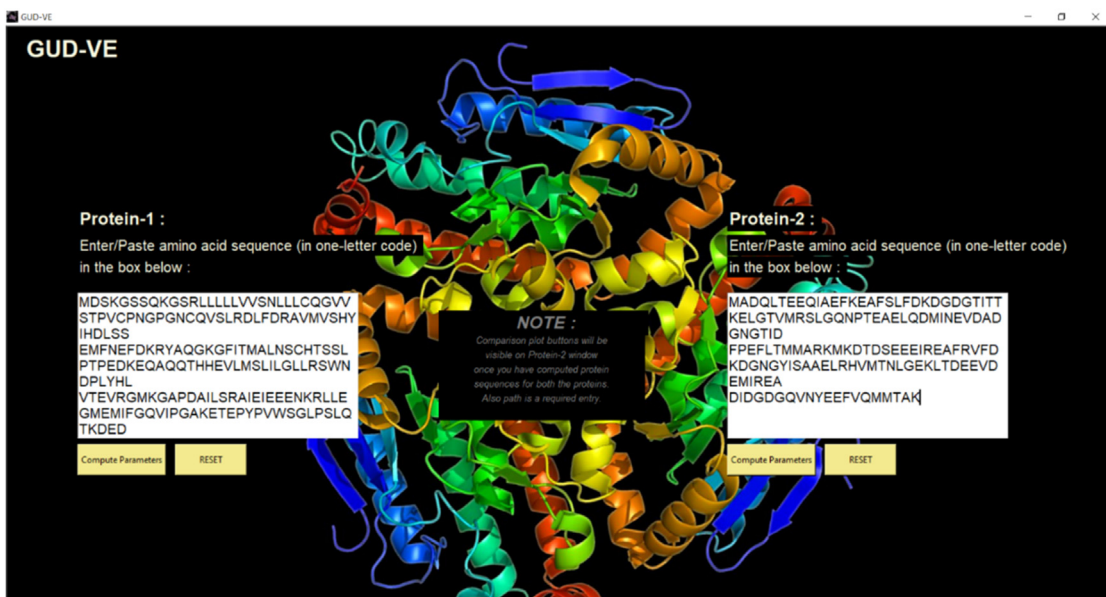 GUD-VE
GUD-VE
Protein-1 :
Enter/Paste amino acid sequence (in one-letter code)
in the box below :
MDSKGSSQKGSRLLLLLVVSNLLLCQGVV
STPVCPNGPGNCQVSLRDLFDRAVMVSHY
IHDLSS
EMFNEFDKRYAQGKGFITMALNSCHTSSL
PTPEDKEQAQQTHHEVLMSLILGLLRSWN
DPLYHL
VTEVRGMKGAPDAILSRAIEIEEENKRLLE
GMEMIFGQVIPGAKETEPYPVWSGLPSLQ
TKDED
Compute Parameters
RESET
NOTE :
Comparison plot buttons will be
visible on Protein-2 window
once you have computed protein
sequences for both the proteins.
Also path is a required entry.
Protein-2 :
Enter/Paste amino acid sequence (in one-letter code)
in the box below :
MADQLTEEQIAEFKEAFSLFDKDGDGTITT
KELGTVMRSLGQNPTEAELQDMINEVDAD
GNGTID
FPEFLTMMARKMKDTDSEEEIREAFRVFD
KDGNGYISAAELRHVMTNLGEKLTDEEVD
EMIREA
DIDGDGQVNYEEFVQMMTAK
Compute Parameters
RESET